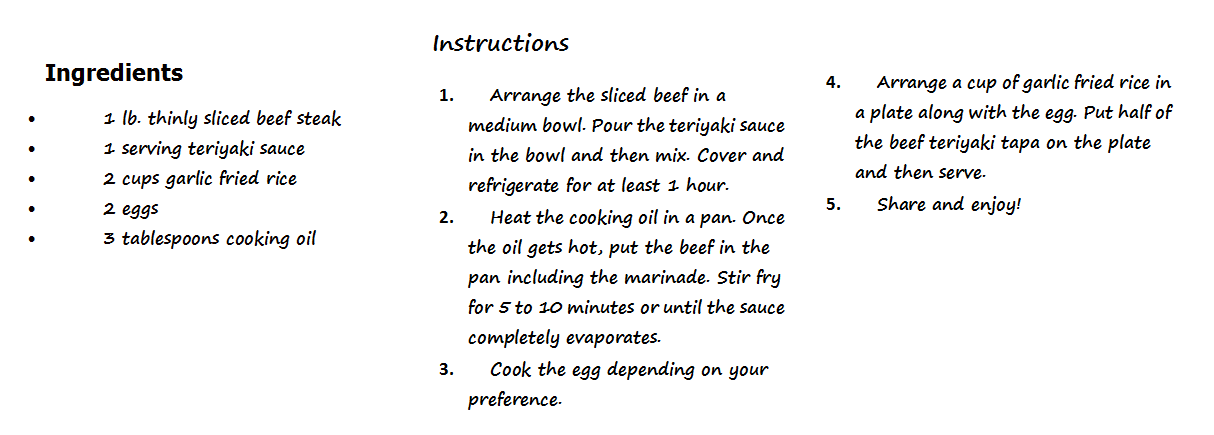 Ingredients
• 1 lb. thinly sliced beef steak
• 1 serving teriyaki sauce
• 2 cups garlic fried rice
• 2 eggs
• 3 tablespoons cooking oil
Instructions
1. Arrange the sliced beef in a
medium bowl. Pour the teriyaki sauce
in the bowl and then mix. Cover and
refrigerate for at least 1 hour.
2. Heat the cooking oil in a pan. Once
the oil gets hot, put the beef in the
pan including the marinade. Stir fry
for 5 to 10 minutes or until the sauce
completely evaporates.
3. Cook the egg depending on your
preference.
4. Arrange a cup of garlic fried rice in
a plate along with the egg. Put half of
the beef teriyaki tapa on the plate
and then serve.
5. Share and enjoy!